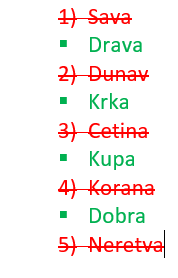 1) Sava
▪ Drava
2) Dunav
▪ Krka
3) Cetina
▪ Kupa
4) Korana
▪ Dobra
5) Neretva